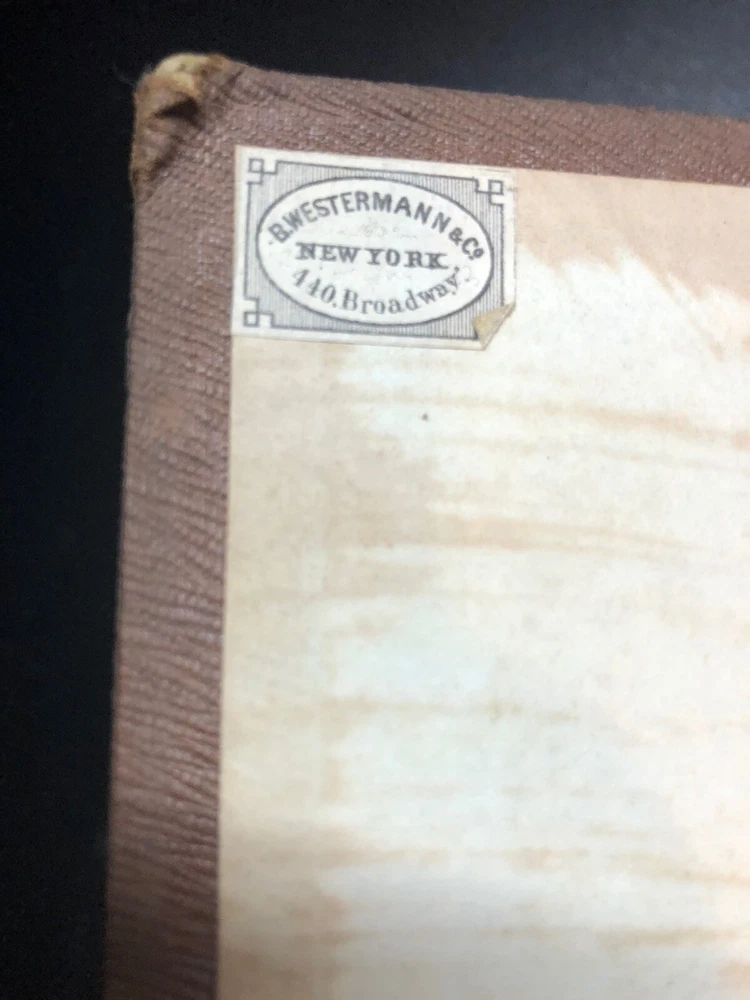 B. WESTERMANN & Co.
NEW YORK
440. Broadway.